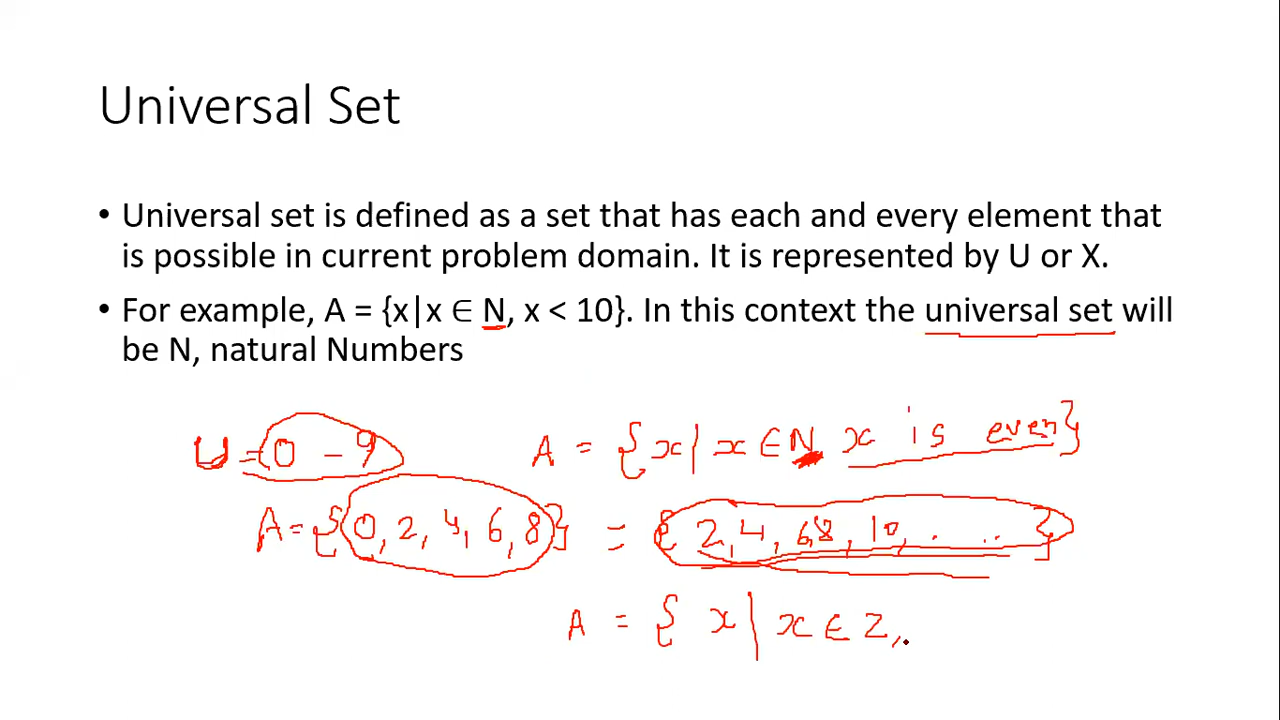 Universal Set
• Universal set is defined as a set that has each and every element that
is possible in current problem domain. It is represented by U or X.
• For example, A = {x|x ∈ N, x < 10}. In this context the universal set will
be N, natural Numbers
U = 0 – 9
A = {x | x ∈ N x is even}
A = {0, 2, 4, 6, 8}
= {2, 4, 6, 8, 10, . . . }
A = { x | x ∈ Z,